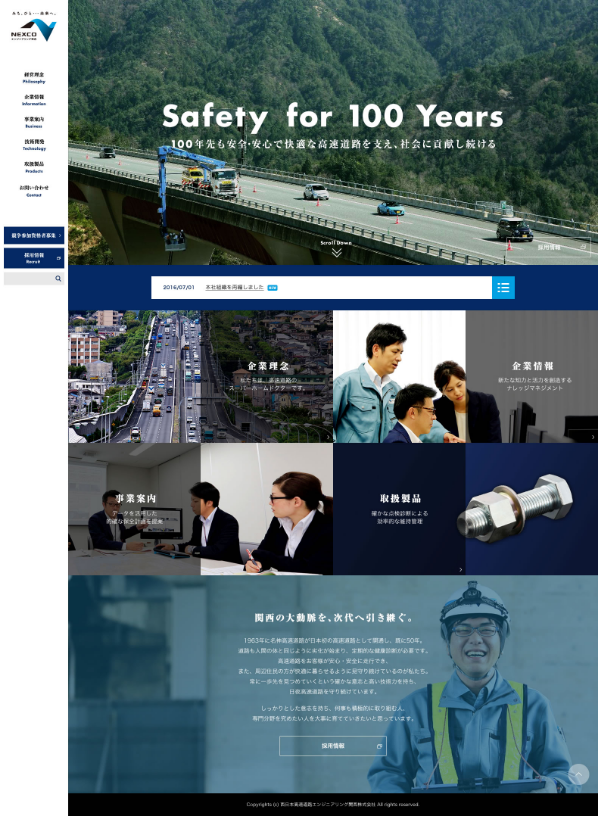 みち、ひと…未来へ。
NEXCO
経営理念
Philosophy
企業情報
Information
事業案内
Business
技術開発
Technology
取扱製品
Products
お問い合わせ
Contact
競争参加資格者募集
採用情報
Recruit
Safety for 100 Years
100年先も安全・安心で快適な高速道路を支え、社会に貢献し続ける
Scroll Down
採用情報
2016/07/01 本社組織を再編しました
企業理念
私たちは、高速道路の
スーパーホームドクターです。
企業情報
新たな知力と活力を創造する
ナレッジマネジメント
事業案内
データを活用した
的確な保全計画を提案
取扱製品
確かな点検診断による
効率的な維持管理
関西の大動脈を、次代へ引き継ぐ。
1963年に名神高速道路が日本初の高速道路として開通し、既に50年。
道路も人間の体と同じように劣化が始まり、定期的な健康診断が必要です。
高速道路をお客様が安心・安全に走行でき、
また、周辺住民の方が快適に暮らせるように見守り続けているのが私たち。
常に一歩先を見つめていくという確かな意志と高い技術力を持ち、
日夜高速道路を守り続けています。
しっかりとした意志を持ち、何事も積極的に取り組む人。
専門分野を究めたい人を大事に育てていきたいと思っています。
採用情報
Copyrights (c) 西日本高速道路エンジニアリング関西株式会社 All rights reserved.